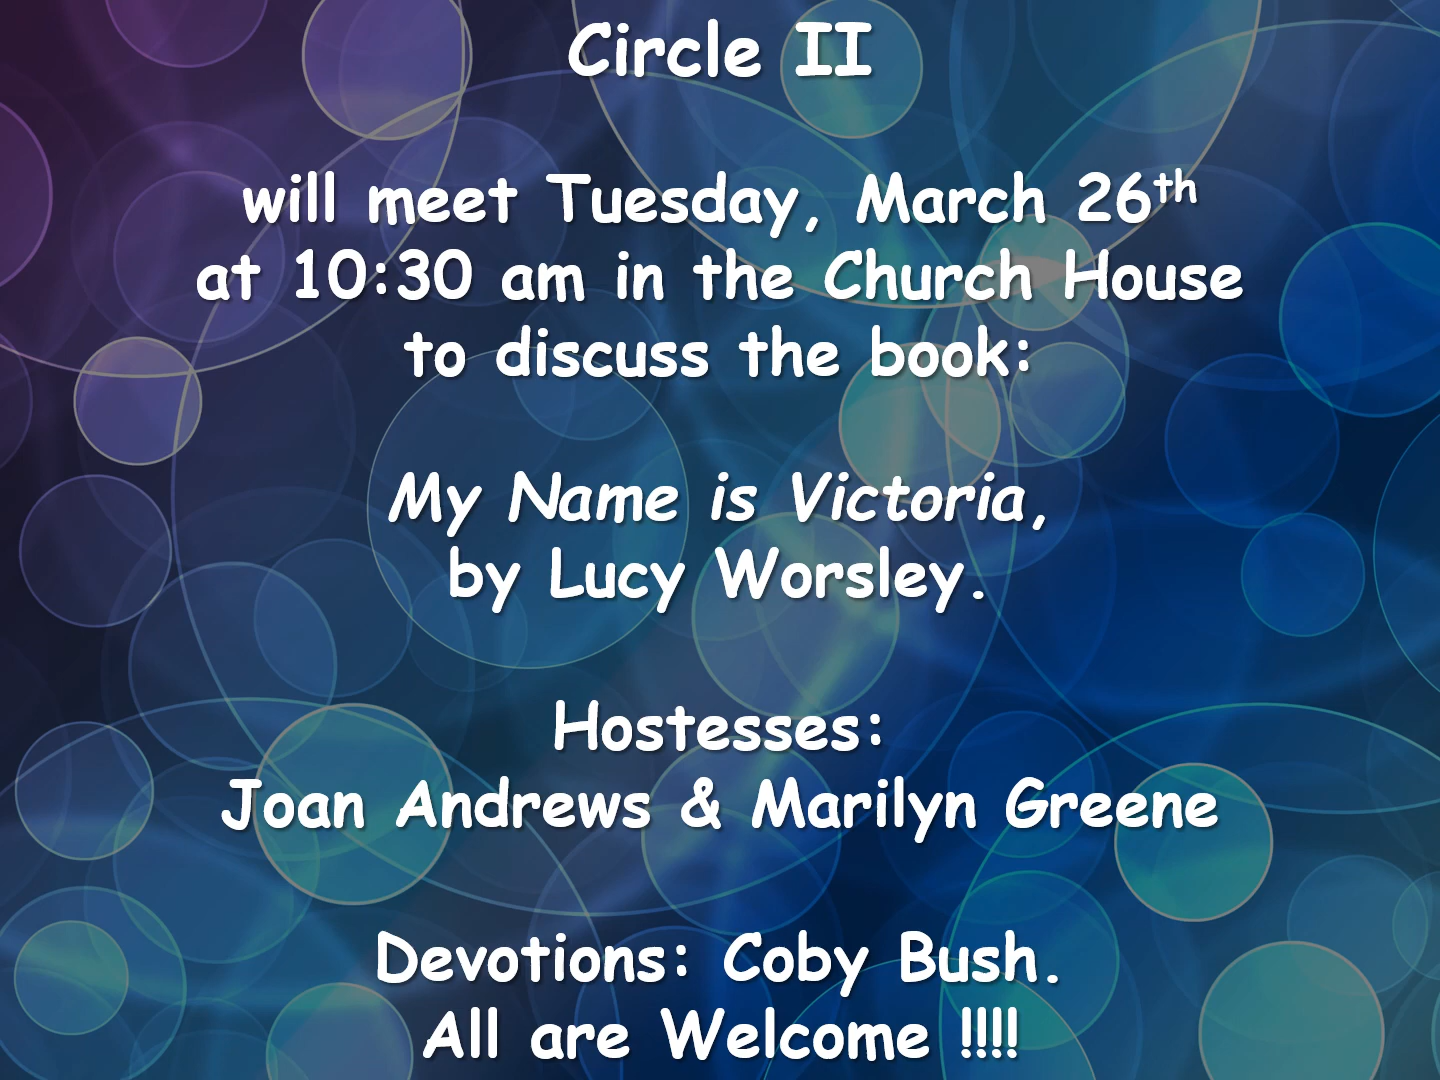 Circle II
will meet Tuesday, March 26th
at 10:30 am in the Church House
to discuss the book:
My Name is Victoria,
by Lucy Worsley.
Hostesses:
Joan Andrews & Marilyn Greene
Devotions: Coby Bush.
All are Welcome !!!!